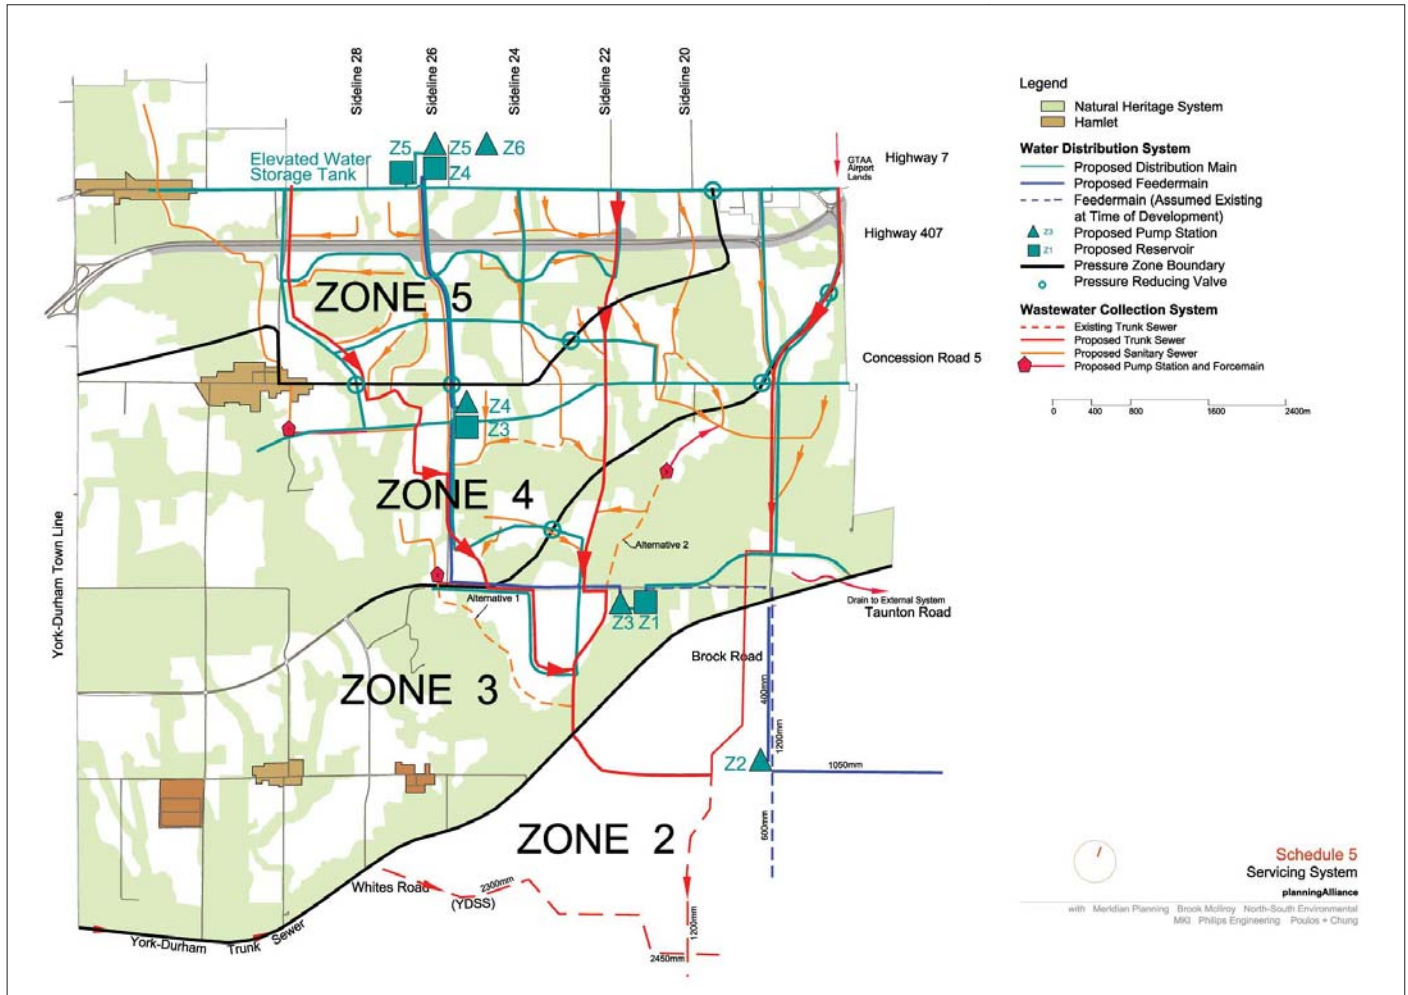 Sideline 28
Sideline 26
Sideline 24
Sideline 22
Sideline 20
Z5
Z5
Z6
Z4
Elevated Water
Storage Tank
GTAA
Airport
Lands
Highway 7
Highway 407
ZONE 5
Concession Road 5
Z4
Z3
ZONE 4
York-Durham Town Line
Alternative 2
Alternative 1
Z3
Z1
Drain to External System
Taunton Road
Brock Road
ZONE 3
400mm
1200mm
Z2
1050mm
600mm
ZONE 2
Whites Road
(YDSS)
2300mm
1200mm
2450mm
York-Durham Trunk Sewer
Legend
Natural Heritage System
Hamlet
Water Distribution System
Proposed Distribution Main
Proposed Feedermain
Feedermain (Assumed Existing
at Time of Development)
Z3 Proposed Pump Station
Z1 Proposed Reservoir
Pressure Zone Boundary
Pressure Reducing Valve
Wastewater Collection System
Existing Trunk Sewer
Proposed Trunk Sewer
Proposed Sanitary Sewer
Proposed Pump Station and Forcemain
0 400 800 1600 2400m
Schedule 5
Servicing System
planningAlliance
with Meridian Planning Brook McIlroy North-South Environmental
MKI Philips Engineering Poulos + Chung